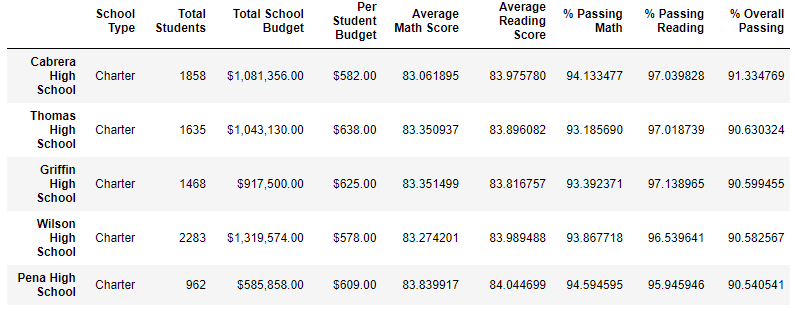 School Type Total Students Total School Budget Per Student Budget Average Math Score Average Reading Score % Passing Math % Passing Reading % Overall Passing
Cabrera High School Charter 1858 $1,081,356.00 $582.00 83.061895 83.975780 94.133477 97.039828 91.334769
Thomas High School Charter 1635 $1,043,130.00 $638.00 83.350937 83.896082 93.185690 97.018739 90.630324
Griffin High School Charter 1468 $917,500.00 $625.00 83.351499 83.816757 93.392371 97.138965 90.599455
Wilson High School Charter 2283 $1,319,574.00 $578.00 83.274201 83.989488 93.867718 96.539641 90.582567
Pena High School Charter 962 $585,858.00 $609.00 83.839917 84.044699 94.594595 95.945946 90.540541